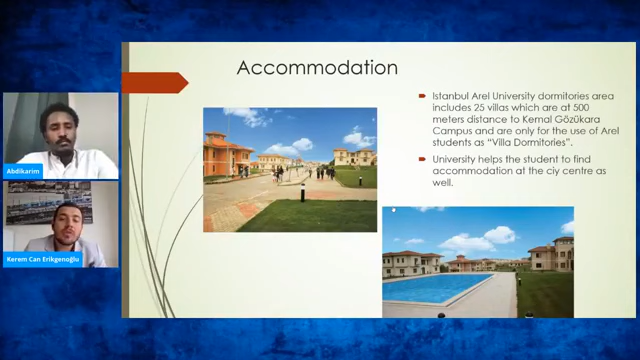 Accommodation
Istanbul Arel University dormitories area
includes 25 villas which are at 500
meters distance to Kemal Gözükara
Campus and are only for the use of Arel
students as “Villa Dormitories”.
University helps the student to find
accommodation at the ciy centre as
well.
Abdikarim
Kerem Can Erikgenoğlu